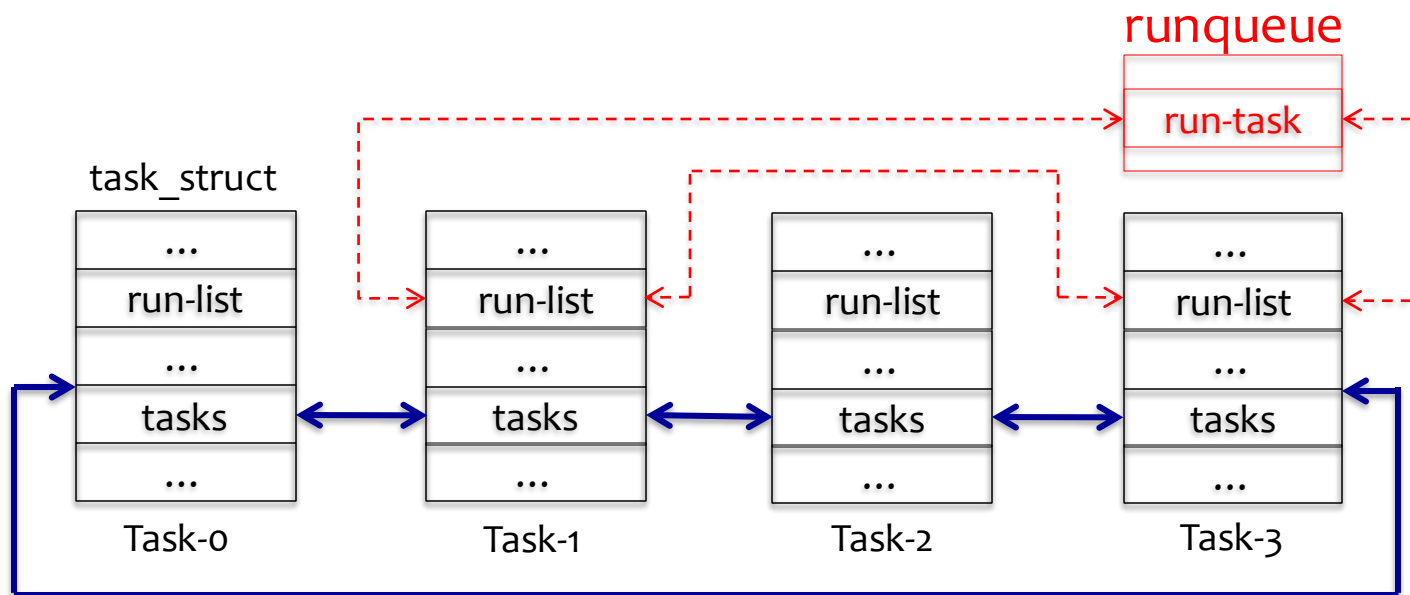 runqueue
run-task
task_struct
...
run-list
...
tasks
...
Task-0
...
run-list
...
tasks
...
Task-1
...
run-list
...
tasks
...
Task-2
...
run-list
...
tasks
...
Task-3